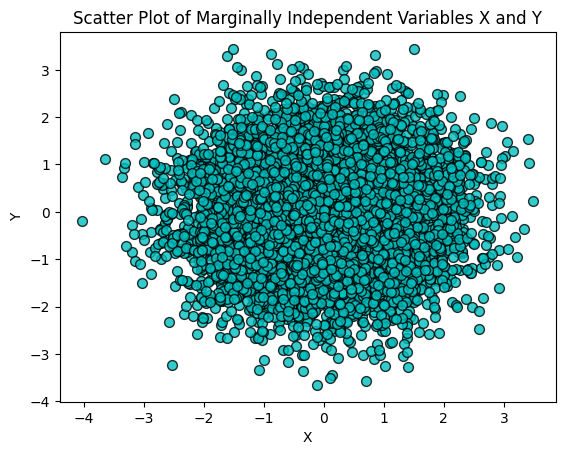 Scatter Plot of Marginally Independent Variables X and Y
3
2
1
0
−1
−2
−3
−4
Y
−4 −3 −2 −1 0 1 2 3
X